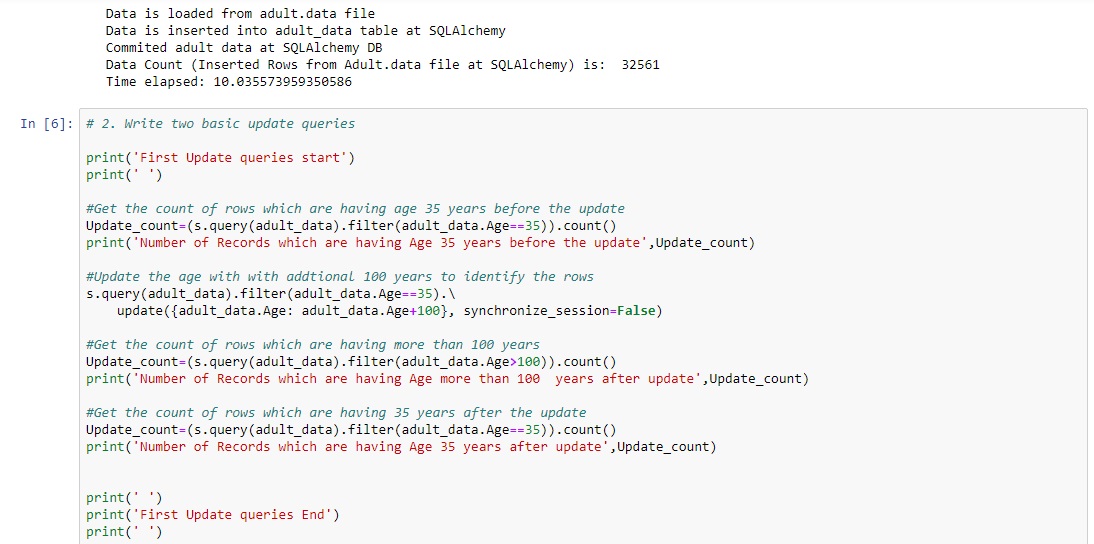 Data is loaded from adult.data file
Data is inserted into adult_data table at SQLAlchemy
Commited adult data at SQLAlchemy DB
Data Count (Inserted Rows from Adult.data file at SQLAlchemy) is:  32561
Time elapsed: 10.035573959350586
In [6]: # 2. Write two basic update queries
print('First Update queries start')
print(' ')
#Get the count of rows which are having age 35 years before the update
Update_count=(s.query(adult_data).filter(adult_data.Age==35)).count()
print('Number of Records which are having Age 35 years before the update',Update_count)
#Update the age with with addtional 100 years to identify the rows
s.query(adult_data).filter(adult_data.Age==35).\
    update({adult_data.Age: adult_data.Age+100}, synchronize_session=False)
#Get the count of rows which are having more than 100 years
Update_count=(s.query(adult_data).filter(adult_data.Age>100)).count()
print('Number of Records which are having Age more than 100  years after update',Update_count)
#Get the count of rows which are having 35 years after the update
Update_count=(s.query(adult_data).filter(adult_data.Age==35)).count()
print('Number of Records which are having Age 35 years after update',Update_count)
print(' ')
print('First Update queries End')
print(' ')